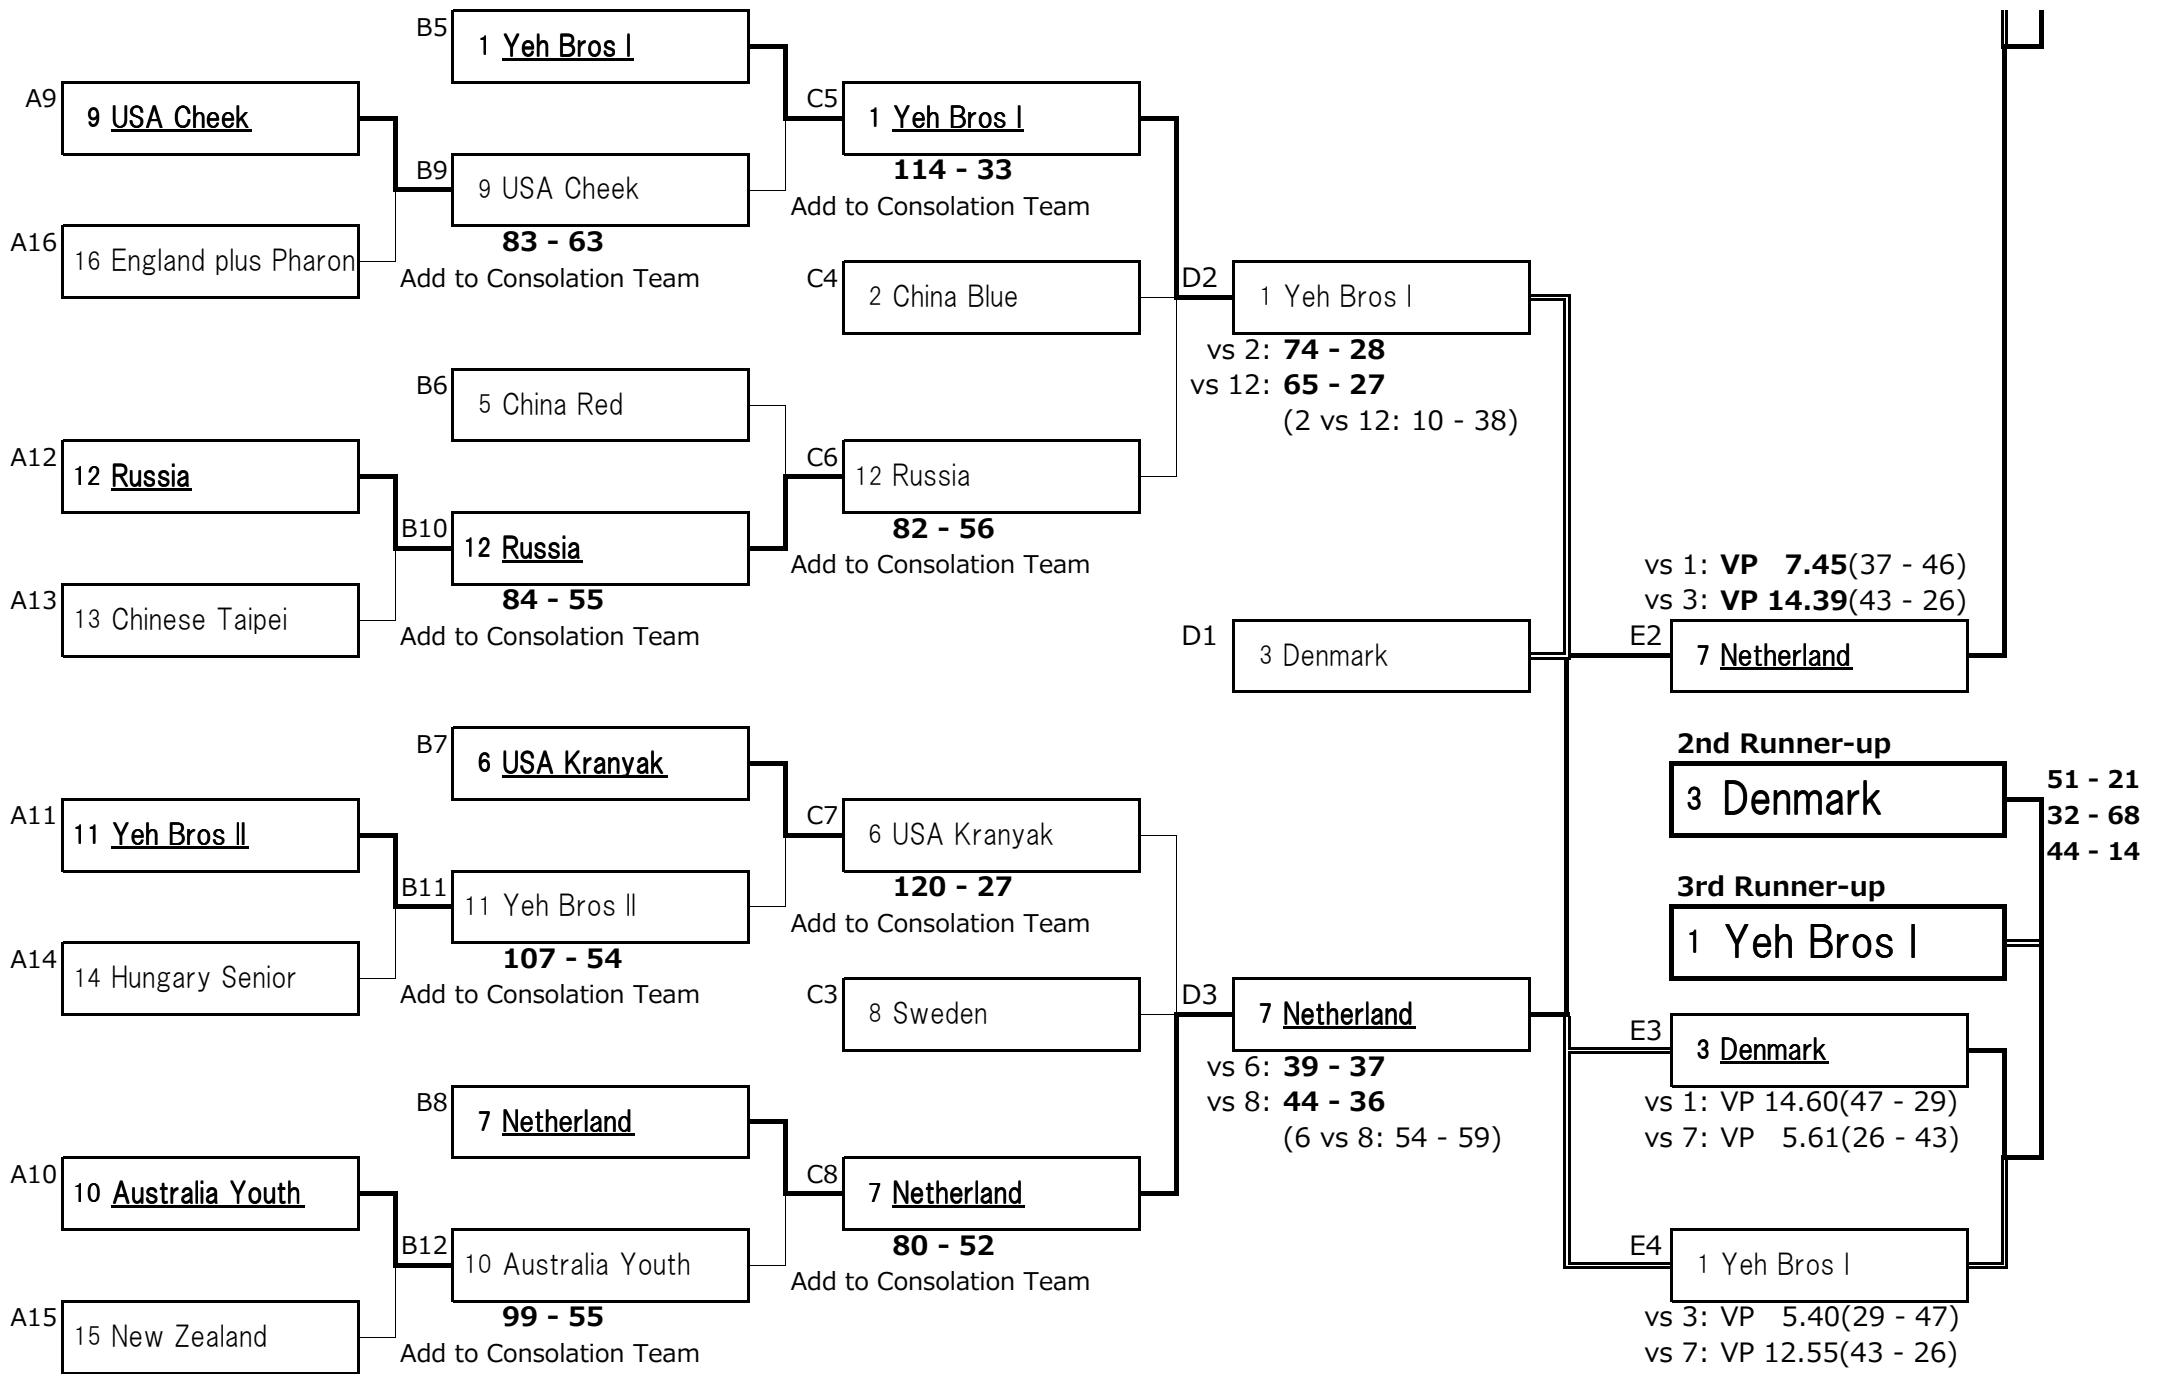 B5
1 Yeh Bros I
A9
9 USA Cheek
C5
1 Yeh Bros I
B9
9 USA Cheek
114 - 33
Add to Consolation Team
A16
16 England plus Pharon
83 - 63
Add to Consolation Team
C4
2 China Blue
D2
1 Yeh Bros I
vs 2: 74 - 28
vs 12: 65 - 27
(2 vs 12: 10 - 38)
B6
5 China Red
A12
12 Russia
C6
12 Russia
B10
12 Russia
82 - 56
Add to Consolation Team
A13
13 Chinese Taipei
84 - 55
Add to Consolation Team
D1
3 Denmark
vs 1: VP 7.45(37 - 46)
vs 3: VP 14.39(43 - 26)
E2
7 Netherland
B7
6 USA Kranyak
2nd Runner-up
3 Denmark
51 - 21
32 - 68
44 - 14
A11
11 Yeh Bros II
C7
6 USA Kranyak
B11
11 Yeh Bros II
120 - 27
Add to Consolation Team
3rd Runner-up
1 Yeh Bros I
A14
14 Hungary Senior
107 - 54
Add to Consolation Team
C3
8 Sweden
D3
7 Netherland
vs 6: 39 - 37
vs 8: 44 - 36
(6 vs 8: 54 - 59)
E3
3 Denmark
vs 1: VP 14.60(47 - 29)
vs 7: VP 5.61(26 - 43)
B8
7 Netherland
A10
10 Australia Youth
C8
7 Netherland
B12
10 Australia Youth
80 - 52
Add to Consolation Team
E4
1 Yeh Bros I
vs 3: VP 5.40(29 - 47)
vs 7: VP 12.55(43 - 26)
A15
15 New Zealand
99 - 55
Add to Consolation Team